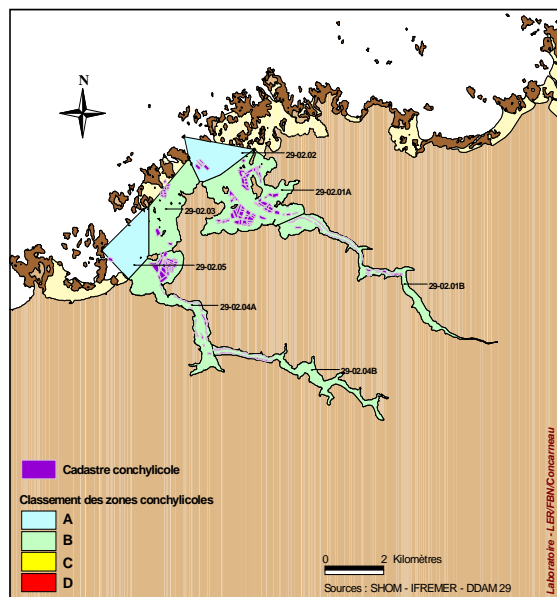 N
29-02.02
29-02.01A
29-02.03
29-02.05
29-02.01B
29-02.04A
29-02.04B
Cadastre conchylicole
Classement des zones conchylicoles
A
B
C
D
0 2 Kilomètres
Sources : SHOM - IFREMER - DDAM 29
Laboratoire - LER/FBN/Concarneau